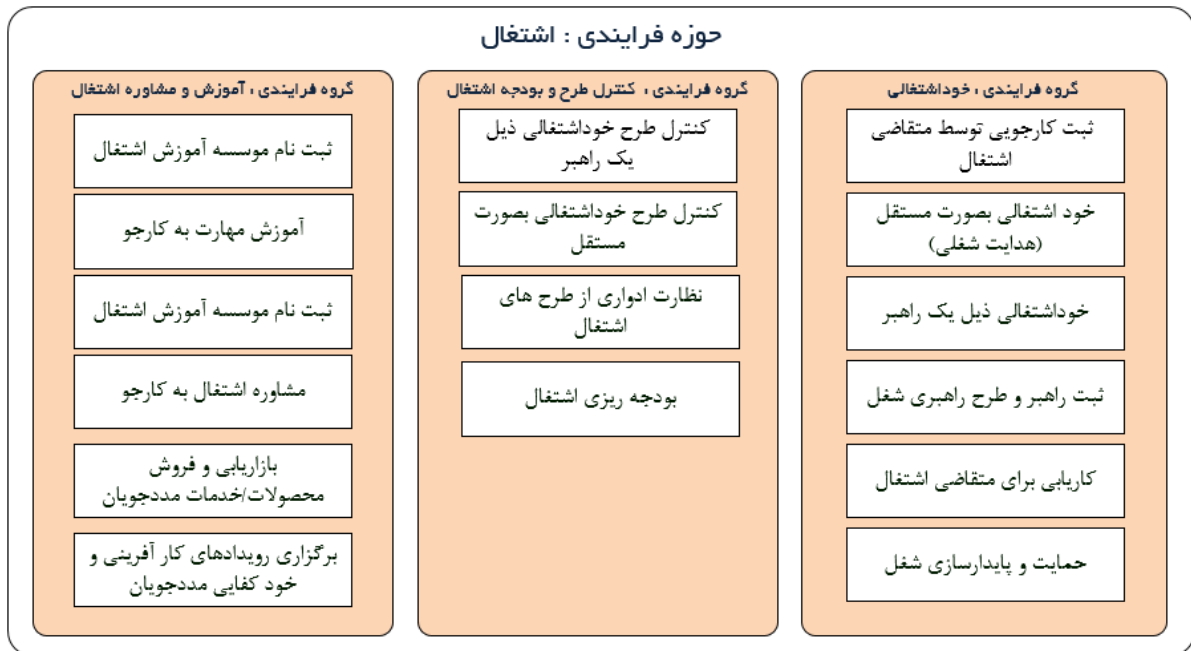 حوزه فرایندی : اشتغال
گروه فرایندی : خوداشتغالی
ثبت کارجویی توسط متقاضی
اشتغال
خود اشتغالی بصورت مستقل
(هدایت شغلی)
خوداشتغالی ذیل یک راهبر
ثبت راهبر و طرح راهبری شغل
کاریابی برای متقاضی اشتغال
حمایت و پایدارسازی شغل
گروه فرایندی : کنترل طرح و بودجه اشتغال
کنترل طرح خوداشتغالی ذیل
یک راهبر
کنترل طرح خوداشتغالی بصورت
مستقل
نظارت ادواری از طرح های
اشتغال
بودجه ریزی اشتغال
گروه فرایندی : آموزش و مشاوره اشتغال
ثبت نام موسسه آموزش اشتغال
آموزش مهارت به کارجو
ثبت نام موسسه آموزش اشتغال
مشاوره اشتغال به کارجو
بازاریابی و فروش
محصولات/خدمات مددجویان
برگزاری رویدادهای کار آفرینی و
خود کفایی مددجویان